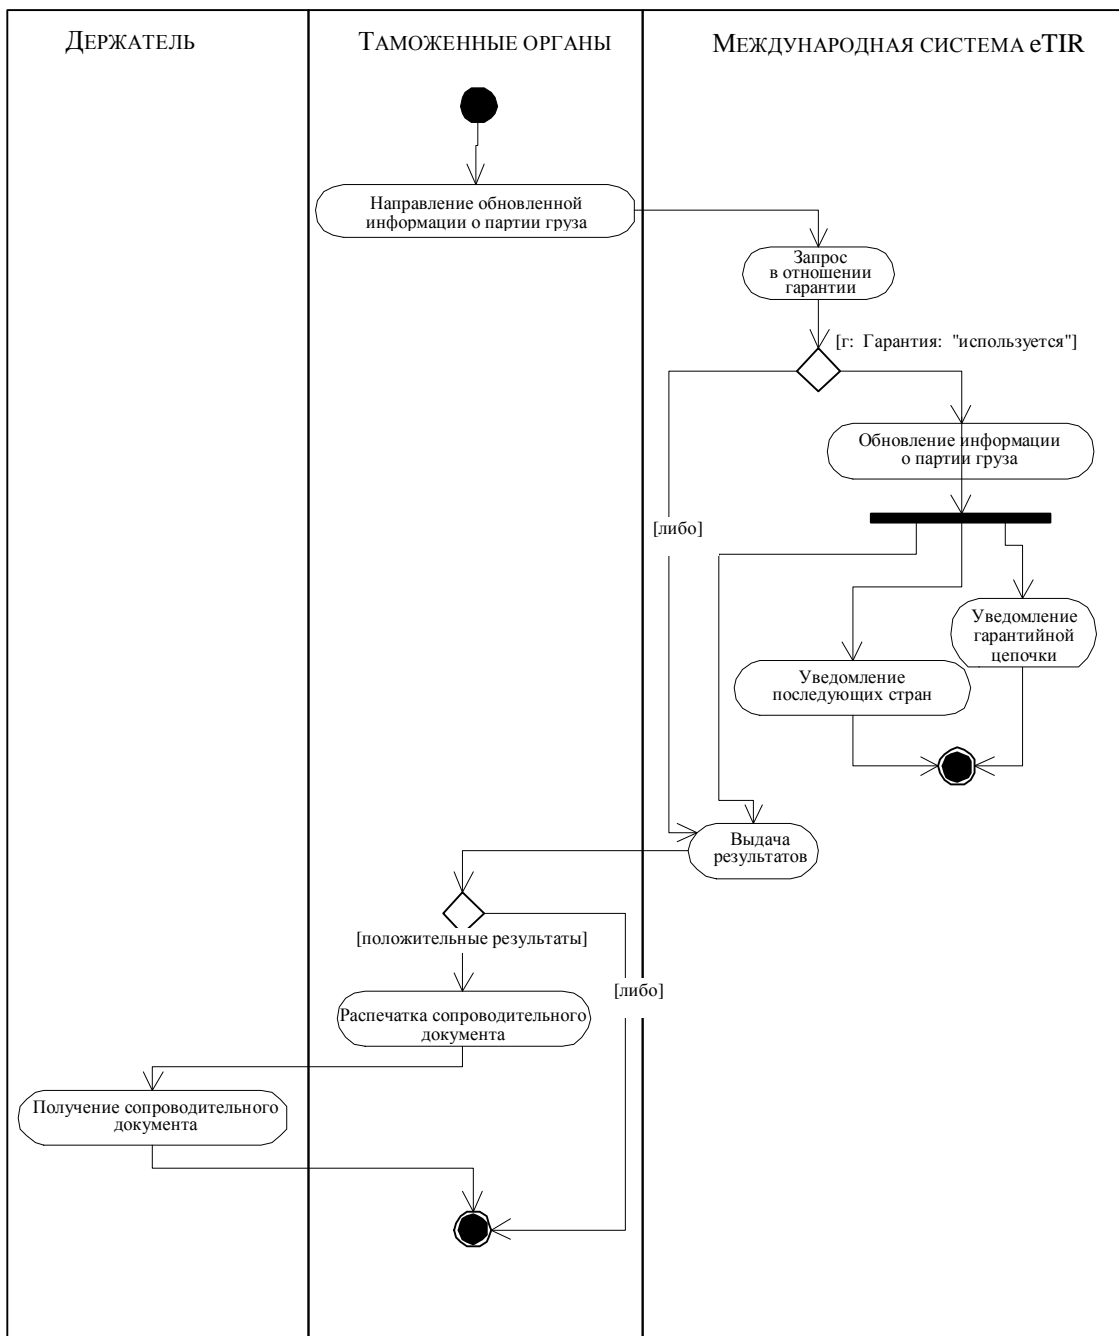 ДЕРЖАТЕЛЬ
ТАМОЖЕННЫЕ ОРГАНЫ
МЕЖДУНАРОДНАЯ СИСТЕМА eTIR
Направление обновленной
информации о партии груза
Запрос
в отношении
гарантии
[г: Гарантия: "используется"]
Обновление информации
о партии груза
[либо]
Уведомление
гарантийной
цепочки
Уведомление
последующих стран
Выдача
результатов
[положительные результаты]
[либо]
Распечатка сопроводительного
документа
Получение сопроводительного
документа